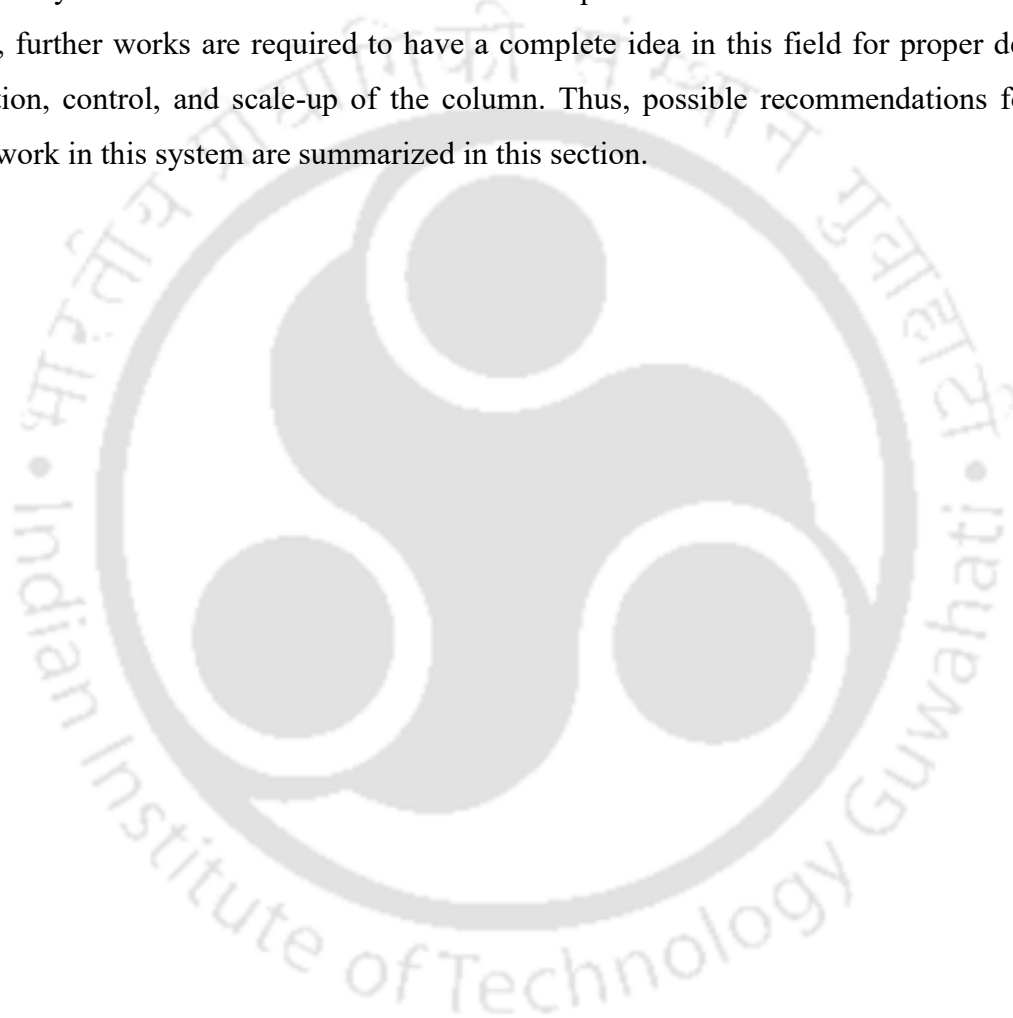 , further works are required to have a complete idea in this field for proper
tion, control, and scale-up of the column. Thus, possible recommendations
work in this system are summarized in this section.
भारतीय प्रौद्योगिकी संस्थान गुवाहाटी
Indian Institute of Technology Guwahati